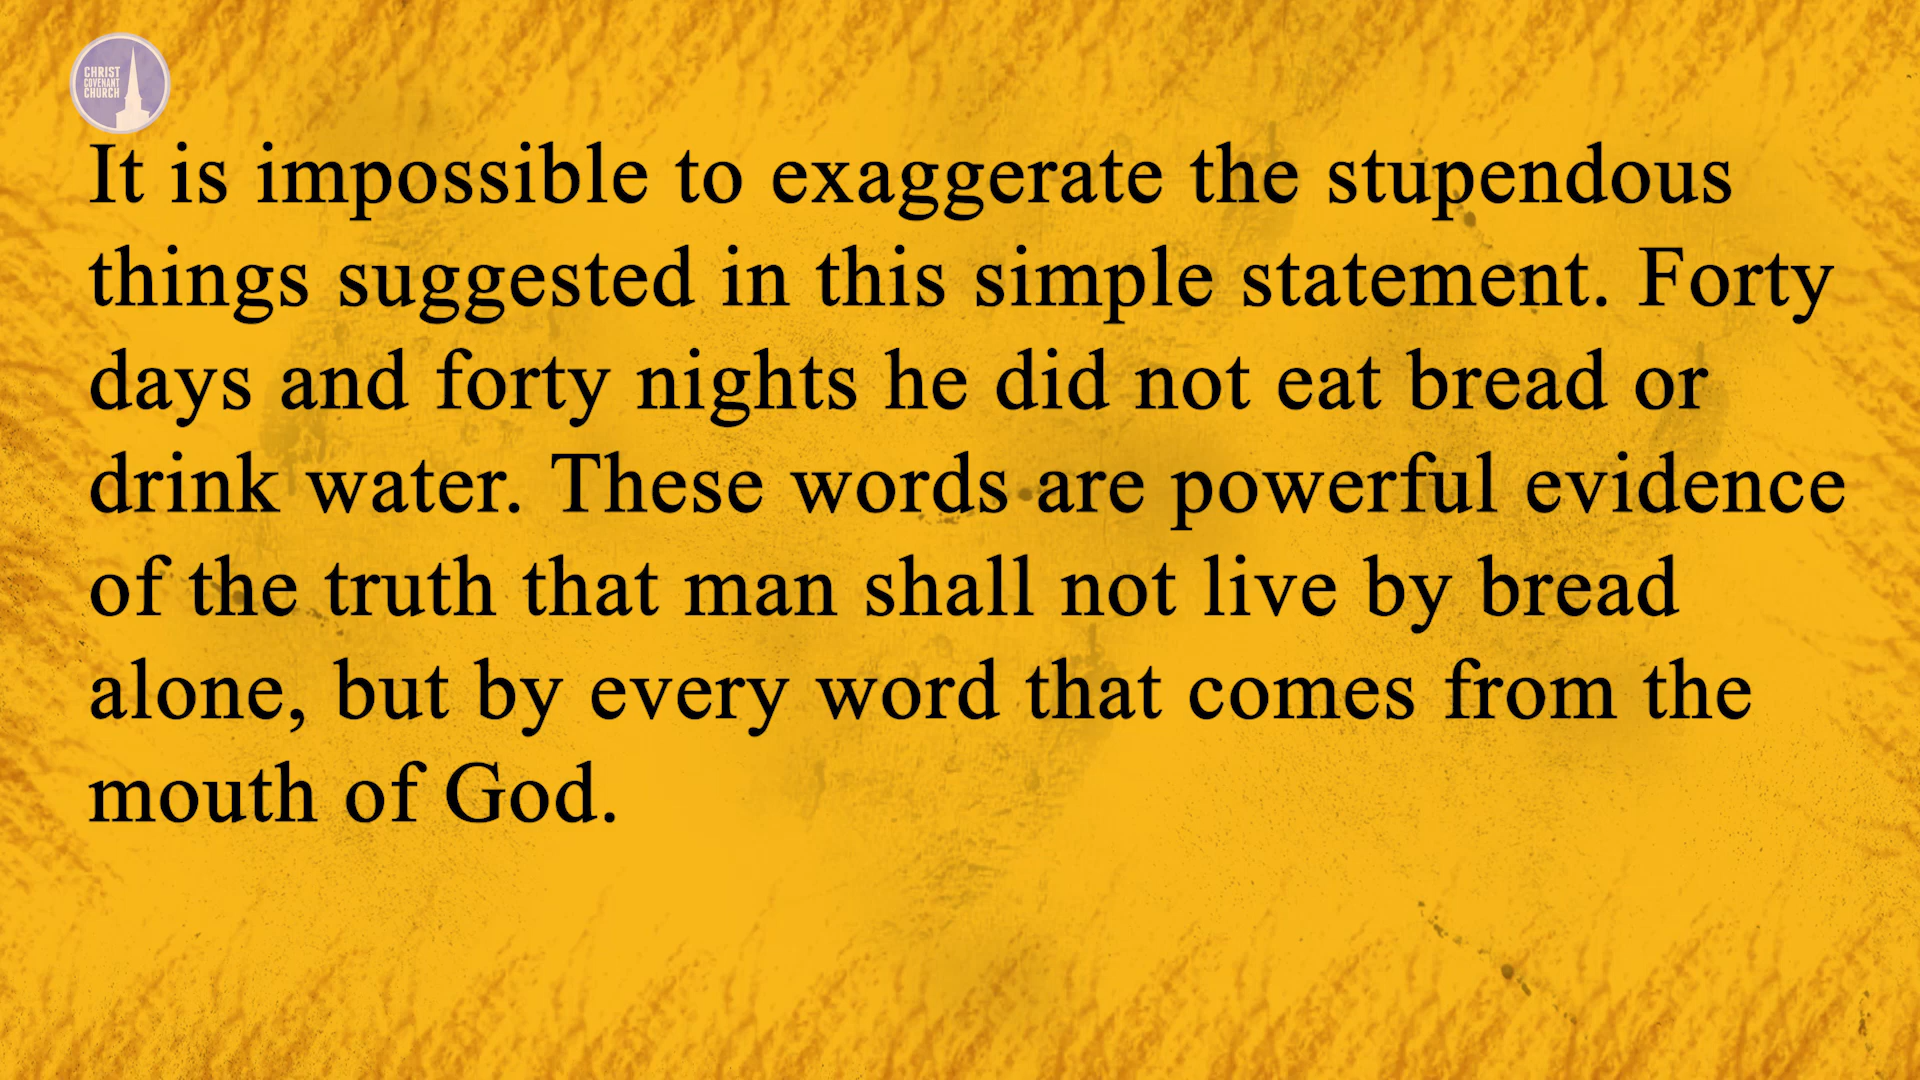 CHRIST
COVENANT
CHURCH
It is impossible to exaggerate the stupendous
things suggested in this simple statement. Forty
days and forty nights he did not eat bread or
drink water. These words are powerful evidence
of the truth that man shall not live by bread
alone, but by every word that comes from the
mouth of God.